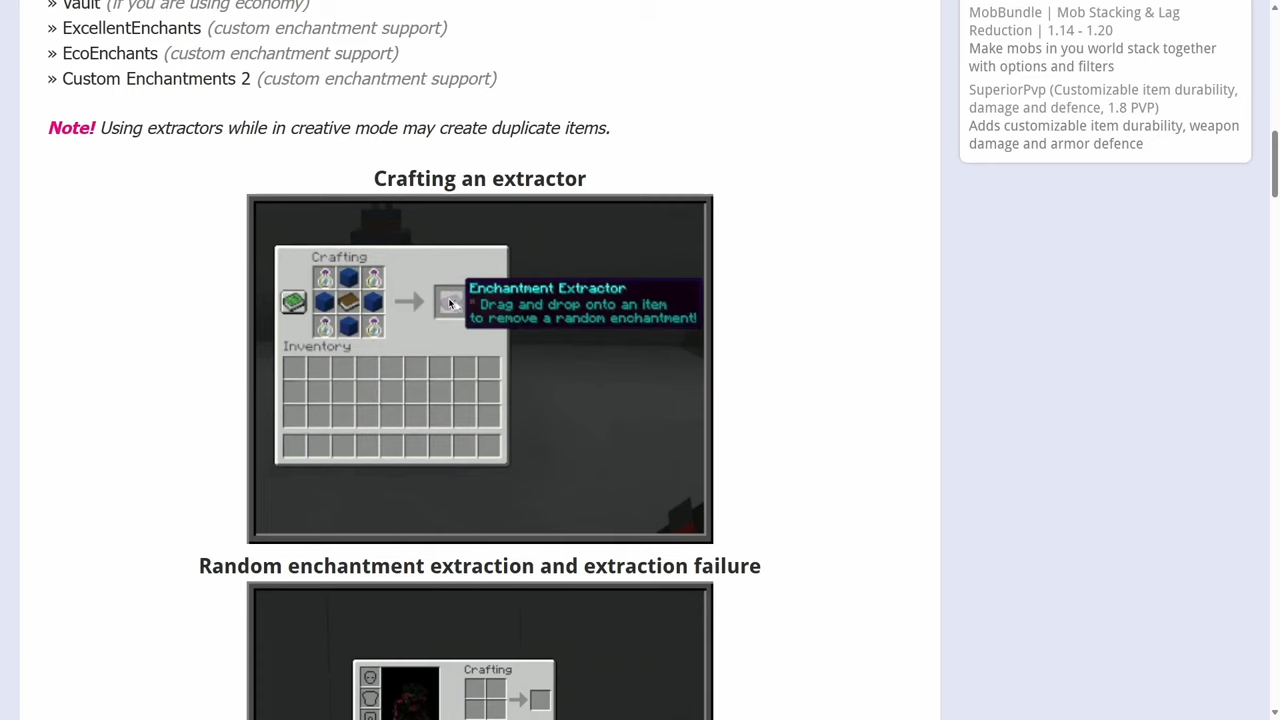 » Vault (if you are using economy)
» ExcellentEnchants (custom enchantment support)
» EcoEnchants (custom enchantment support)
» Custom Enchantments 2 (custom enchantment support)
Note! Using extractors while in creative mode may create duplicate items.
Crafting an extractor
Crafting
Enchantment Extractor
* Drag and drop onto an item
to remove a random enchantment!
Inventory
Random enchantment extraction and extraction failure
Crafting
MobBundle | Mob Stacking & Lag
Reduction | 1.14 - 1.20
Make mobs in you world stack together
with options and filters
SuperiorPvp (Customizable item durability,
damage and defence, 1.8 PVP)
Adds customizable item durability, weapon
damage and armor defence